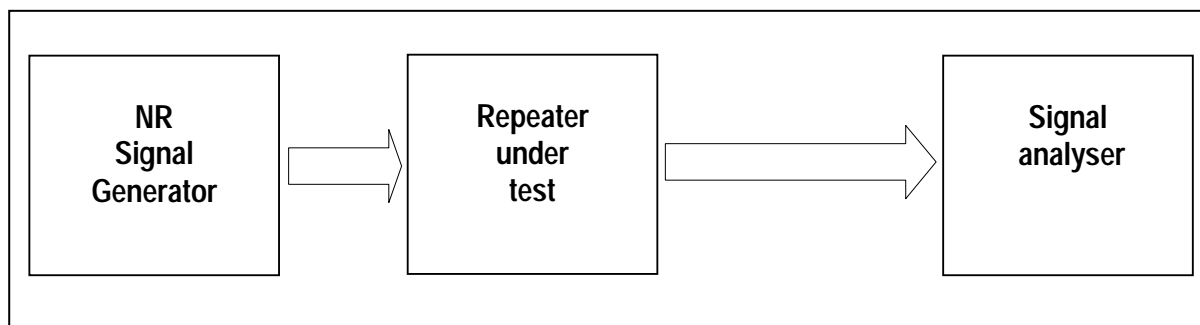 NR
Signal
Generator
Repeater
under
test
Signal
analyser